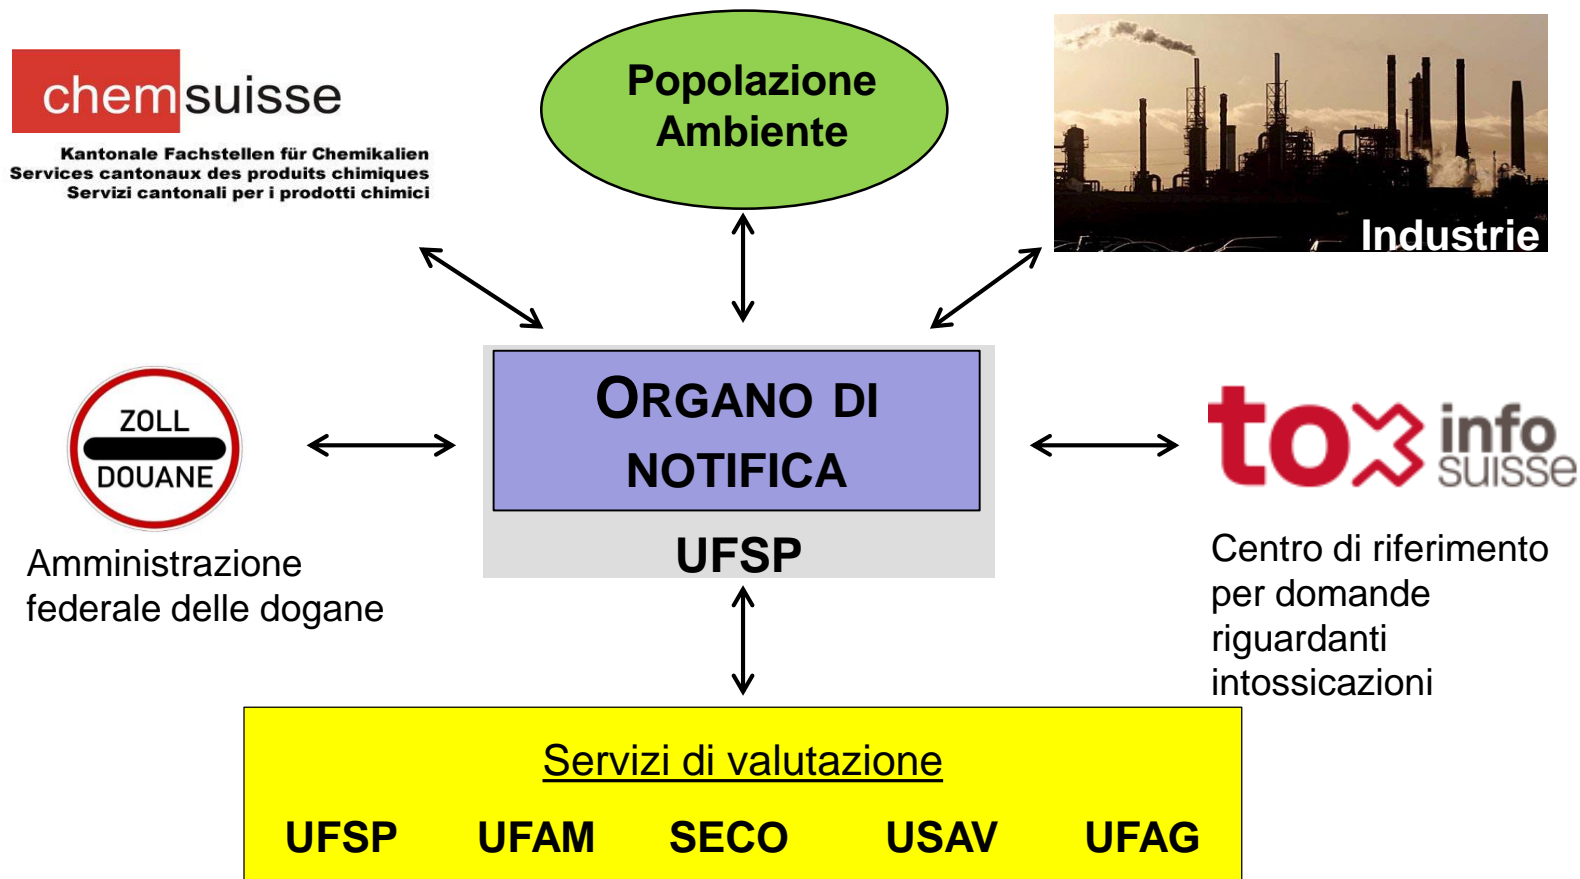 chemsuisse
Kantonale Fachstellen für Chemikalien
Services cantonaux des produits chimiques
Servizi cantonali per i prodotti chimici
Popolazione
Ambiente
Industrie
ZOLL
DOUANE
Amministrazione
federale delle dogane
ORGANO DI
NOTIFICA
UFSP
tox info
suisse
Centro di riferimento
per domande
riguardanti
intossicazioni
Servizi di valutazione
UFSP UFAM SECO USAV UFAG